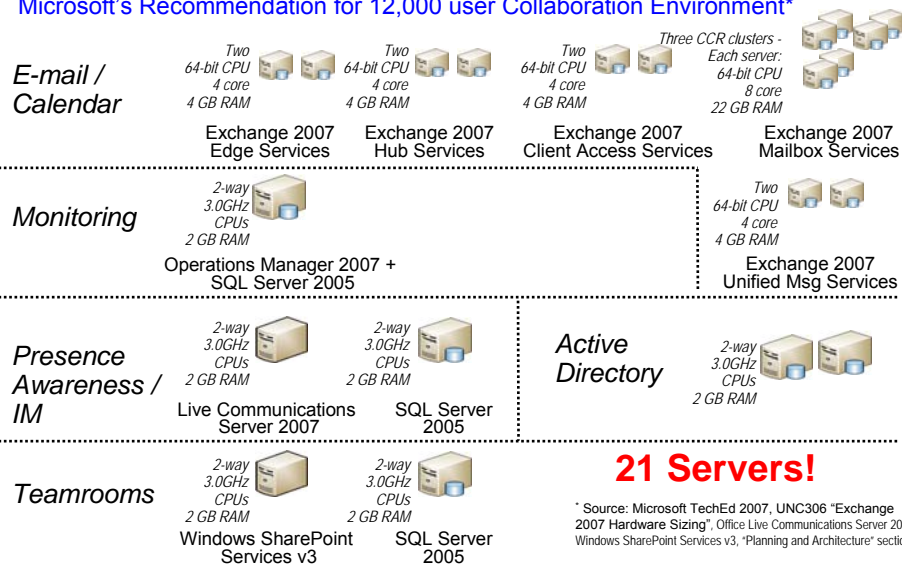 Microsoft's Recommendation for 12,000 user Collaboration Environment*
E-mail /
Calendar
Two
64-bit CPU
4 core
4 GB RAM
Exchange 2007
Edge Services
Two
64-bit CPU
4 core
4 GB RAM
Exchange 2007
Hub Services
Two
64-bit CPU
4 core
4 GB RAM
Exchange 2007
Client Access Services
Three CCR clusters -
Each server:
64-bit CPU
8 core
22 GB RAM
Exchange 2007
Mailbox Services
Monitoring
2-way
3.0GHz
CPUs
2 GB RAM
Operations Manager 2007 +
SQL Server 2005
Two
64-bit CPU
4 core
4 GB RAM
Exchange 2007
Unified Msg Services
Presence
Awareness /
IM
2-way
3.0GHz
CPUs
2 GB RAM
Live Communications
Server 2007
2-way
3.0GHz
CPUs
2 GB RAM
SQL Server
2005
Active
Directory
2-way
3.0GHz
CPUs
2 GB RAM
Teamrooms
2-way
3.0GHz
CPUs
2 GB RAM
Windows SharePoint
Services v3
2-way
3.0GHz
CPUs
2 GB RAM
SQL Server
2005
21 Servers!
* Source: Microsoft TechEd 2007, UNC306 "Exchange
2007 Hardware Sizing", Office Live Communications Server 20
Windows SharePoint Services v3, "Planning and Architecture" sectio